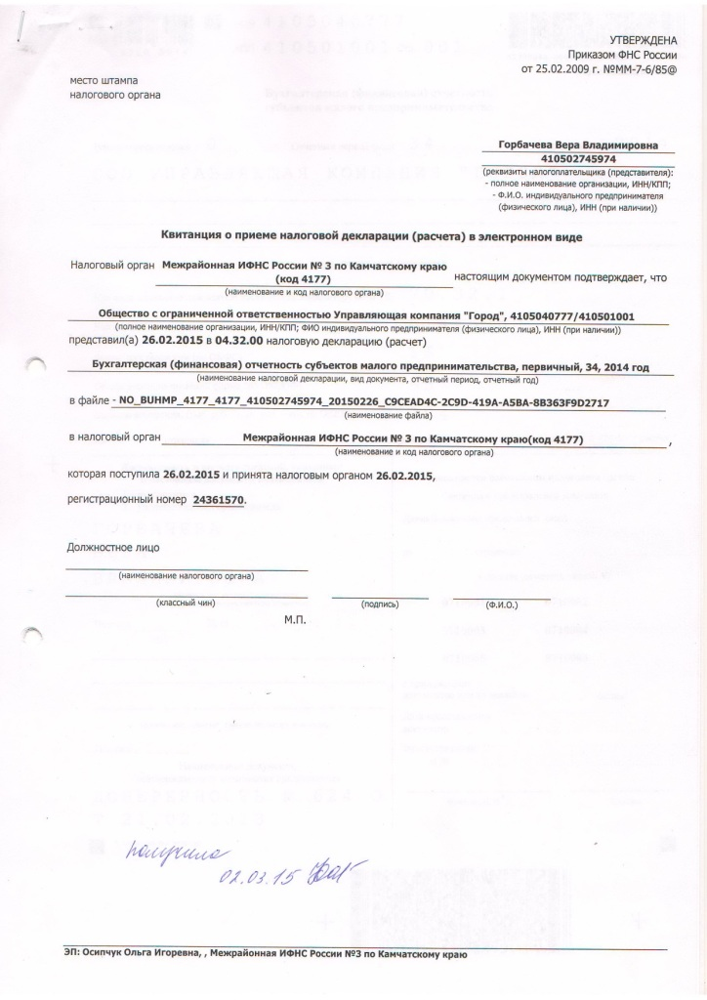 УТВЕРЖДЕНА
Приказом ФНС России
от 25.02.2009 г. №ММ-7-6/85@
место штампа
налогового органа
Горбачева Вера Владимировна
410502745974
(реквизиты налогоплательщика (представителя):
- полное наименование организации, ИНН/КПП;
- Ф.И.О. индивидуального предпринимателя
(физического лица), ИНН (при наличии))
Квитанция о приеме налоговой декларации (расчета) в электронном виде
Налоговый орган Межрайонная ИФНС России № 3 по Камчатскому краю
(код 4177) настоящим документом подтверждает, что
(наименование и код налогового органа)
Общество с ограниченной ответственностью Управляющая компания "Город", 4105040777/410501001
(полное наименование организации, ИНН/КПП; ФИО индивидуального предпринимателя (физического лица), ИНН (при наличии))
представил(а) 26.02.2015 в 04.32.00 налоговую декларацию (расчет)
Бухгалтерская (финансовая) отчетность субъектов малого предпринимательства, первичный, 34, 2014 год
(наименование налоговой декларации, вид документа, отчетный период, отчетный год)
в файле - NO_BUHMP_4177_4177_410502745974_20150226_C9CEAD4C-2C9D-419A-A5BA-8B363F9D2717
(наименование файла)
в налоговый орган Межрайонная ИФНС России № 3 по Камчатскому краю(код 4177) ,
(наименование и код налогового органа)
которая поступила 26.02.2015 и принята налоговым органом 26.02.2015,
регистрационный номер 24361570.
Должностное лицо
(наименование налогового органа)
(классный чин) (подпись) (Ф.И.О.)
М.П.
получила
02.03.15
ЭП: Осипчук Ольга Игоревна, , Межрайонная ИФНС России №3 по Камчатскому краю